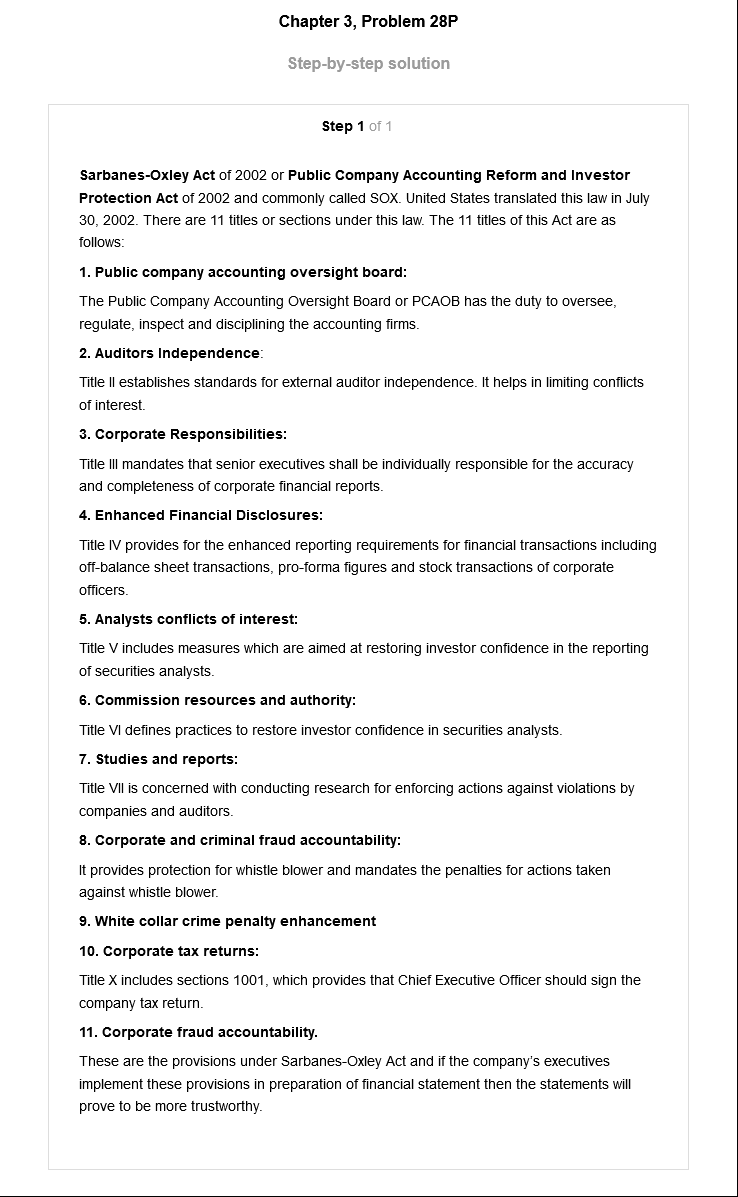 Chapter 3, Problem 28P
Step-by-step solution
Step 1 of 1
Sarbanes-Oxley Act of 2002 or Public Company Accounting Reform and Investor
Protection Act of 2002 and commonly called SOX. United States translated this law in July
30, 2002. There are 11 titles or sections under this law. The 11 titles of this Act are as
follows:
1. Public company accounting oversight board:
The Public Company Accounting Oversight Board or PCAOB has the duty to oversee,
regulate, inspect and disciplining the accounting firms.
2. Auditors Independence:
Title II establishes standards for external auditor independence. It helps in limiting conflicts
of interest.
3. Corporate Responsibilities:
Title III mandates that senior executives shall be individually responsible for the accuracy
and completeness of corporate financial reports.
4. Enhanced Financial Disclosures:
Title IV provides for the enhanced reporting requirements for financial transactions including
off-balance sheet transactions, pro-forma figures and stock transactions of corporate
officers.
5. Analysts conflicts of interest:
Title V includes measures which are aimed at restoring investor confidence in the reporting
of securities analysts.
6. Commission resources and authority:
Title VI defines practices to restore investor confidence in securities analysts.
7. Studies and reports:
Title VII is concerned with conducting research for enforcing actions against violations by
companies and auditors.
8. Corporate and criminal fraud accountability:
It provides protection for whistle blower and mandates the penalties for actions taken
against whistle blower.
9. White collar crime penalty enhancement
10. Corporate tax returns:
Title X includes sections 1001, which provides that Chief Executive Officer should sign the
company tax return.
11. Corporate fraud accountability.
These are the provisions under Sarbanes-Oxley Act and if the company's executives
implement these provisions in preparation of financial statement then the statements will
prove to be more trustworthy.